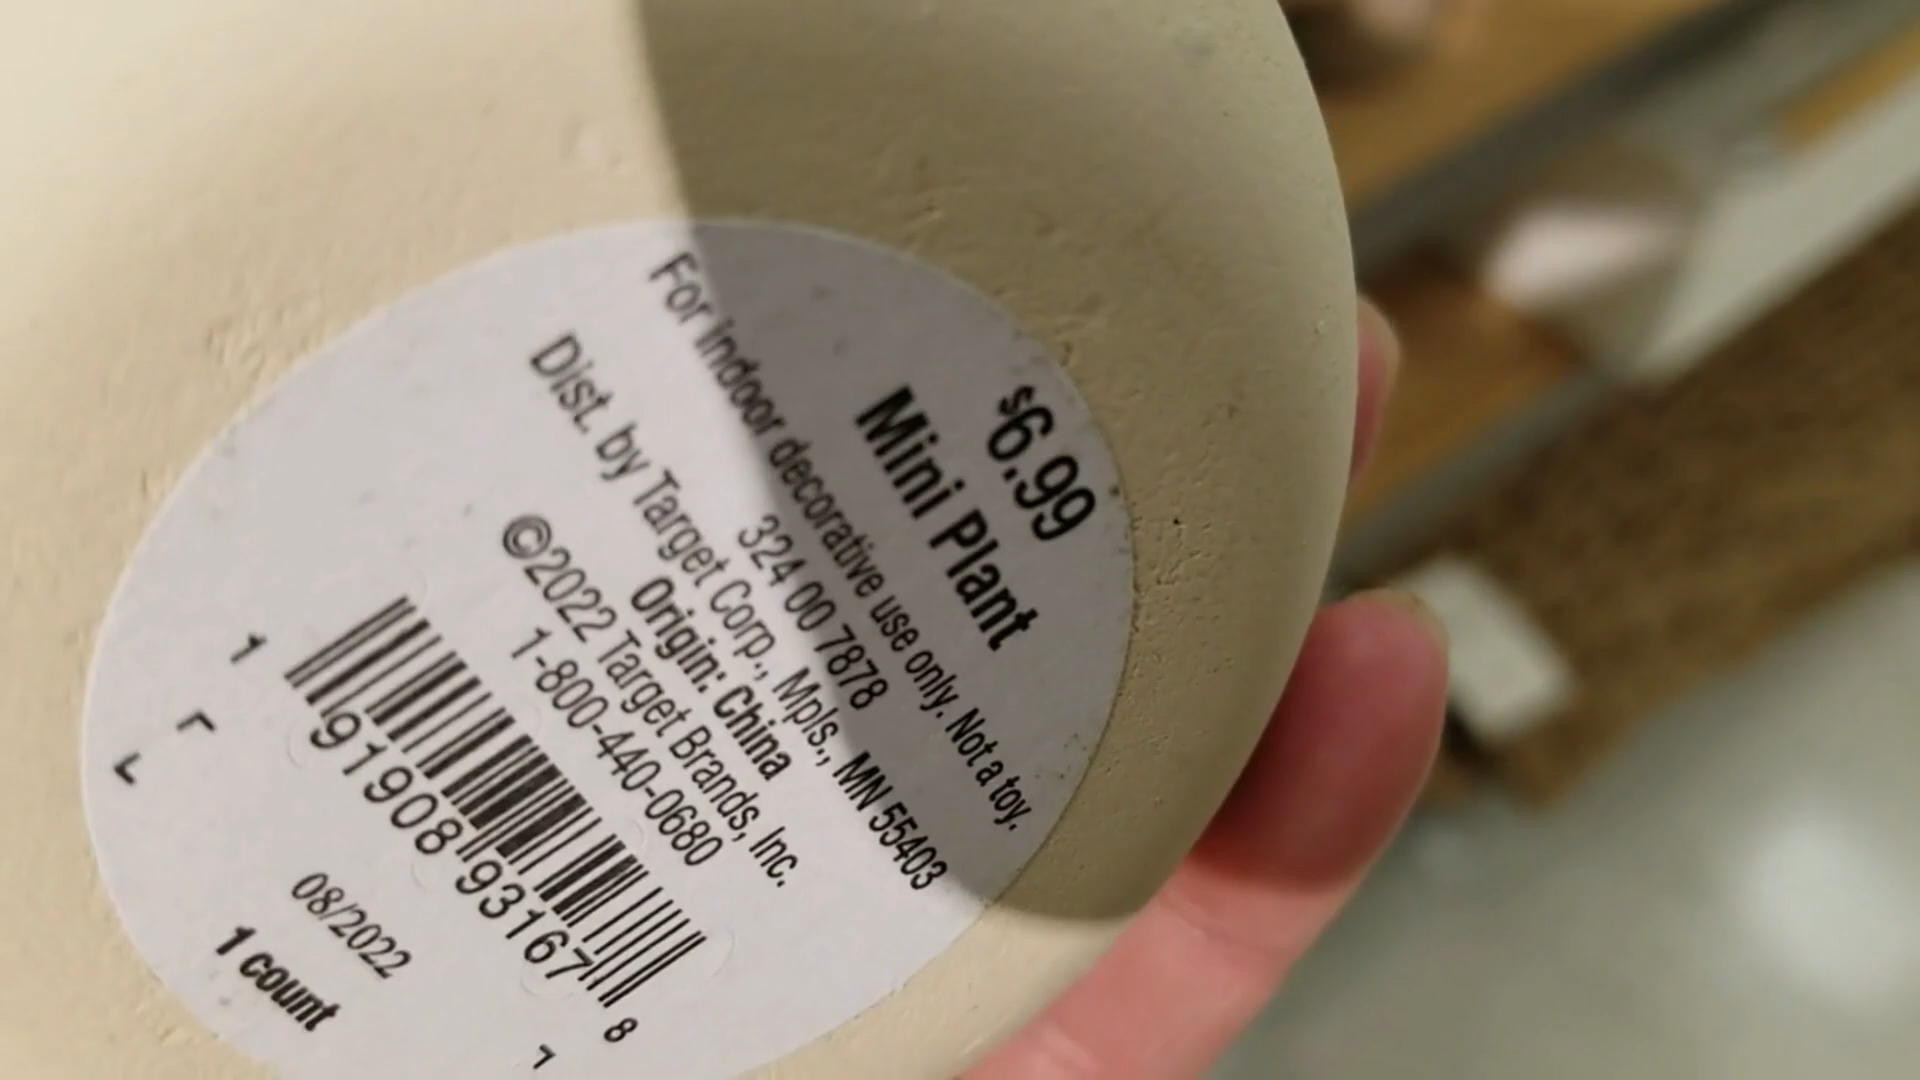 $6.99
Mini Plant
For indoor decorative use only. Not a toy.
324 00 7878
Dist. by Target Corp., Mpls., MN 55403
Origin: China
©2022 Target Brands, Inc.
1-800-440-0680
1 91908 93167 8
08/2022
1 count